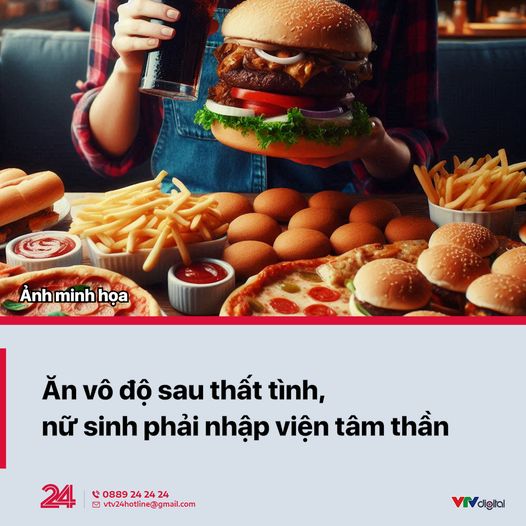 Ảnh minh họa
Ăn vô độ sau thất tình,
nữ sinh phải nhập viện tâm thần
24
0889 24 24 24
vtv24hotline@gmail.com
VTV digital